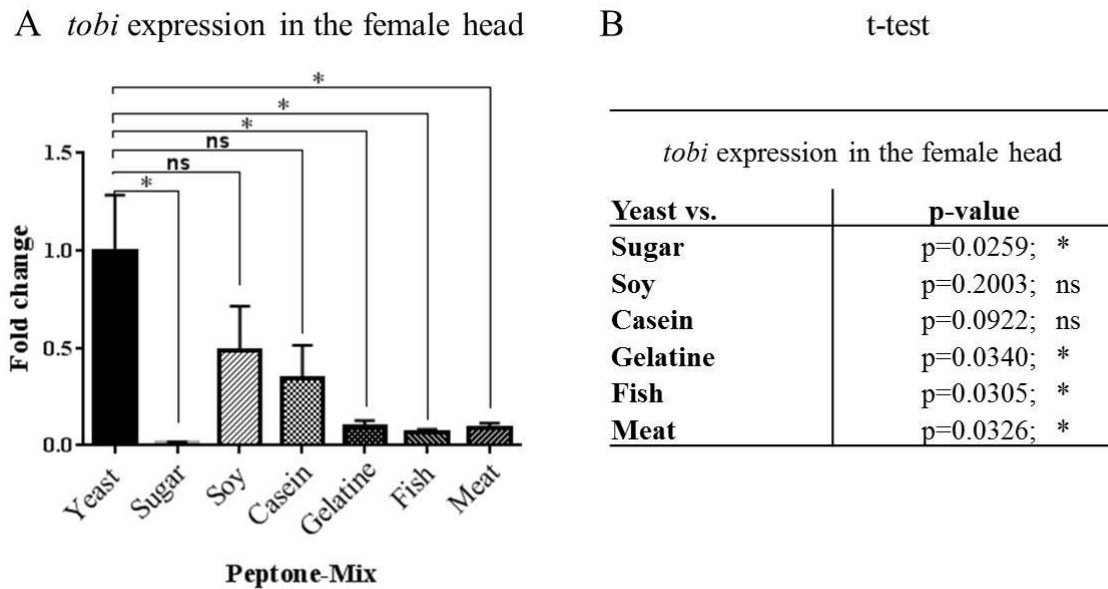 A tobi expression in the female head
*
*
*
ns
ns
*
1.5
1.0
0.5
0.0
Fold change
Yeast
Sugar
Soy
Casein
Gelatine
Fish
Meat
Peptone-Mix
B t-test
tobi expression in the female head
Yeast vs. p-value
Sugar p=0.0259; *
Soy p=0.2003; ns
Casein p=0.0922; ns
Gelatine p=0.0340; *
Fish p=0.0305; *
Meat p=0.0326; *